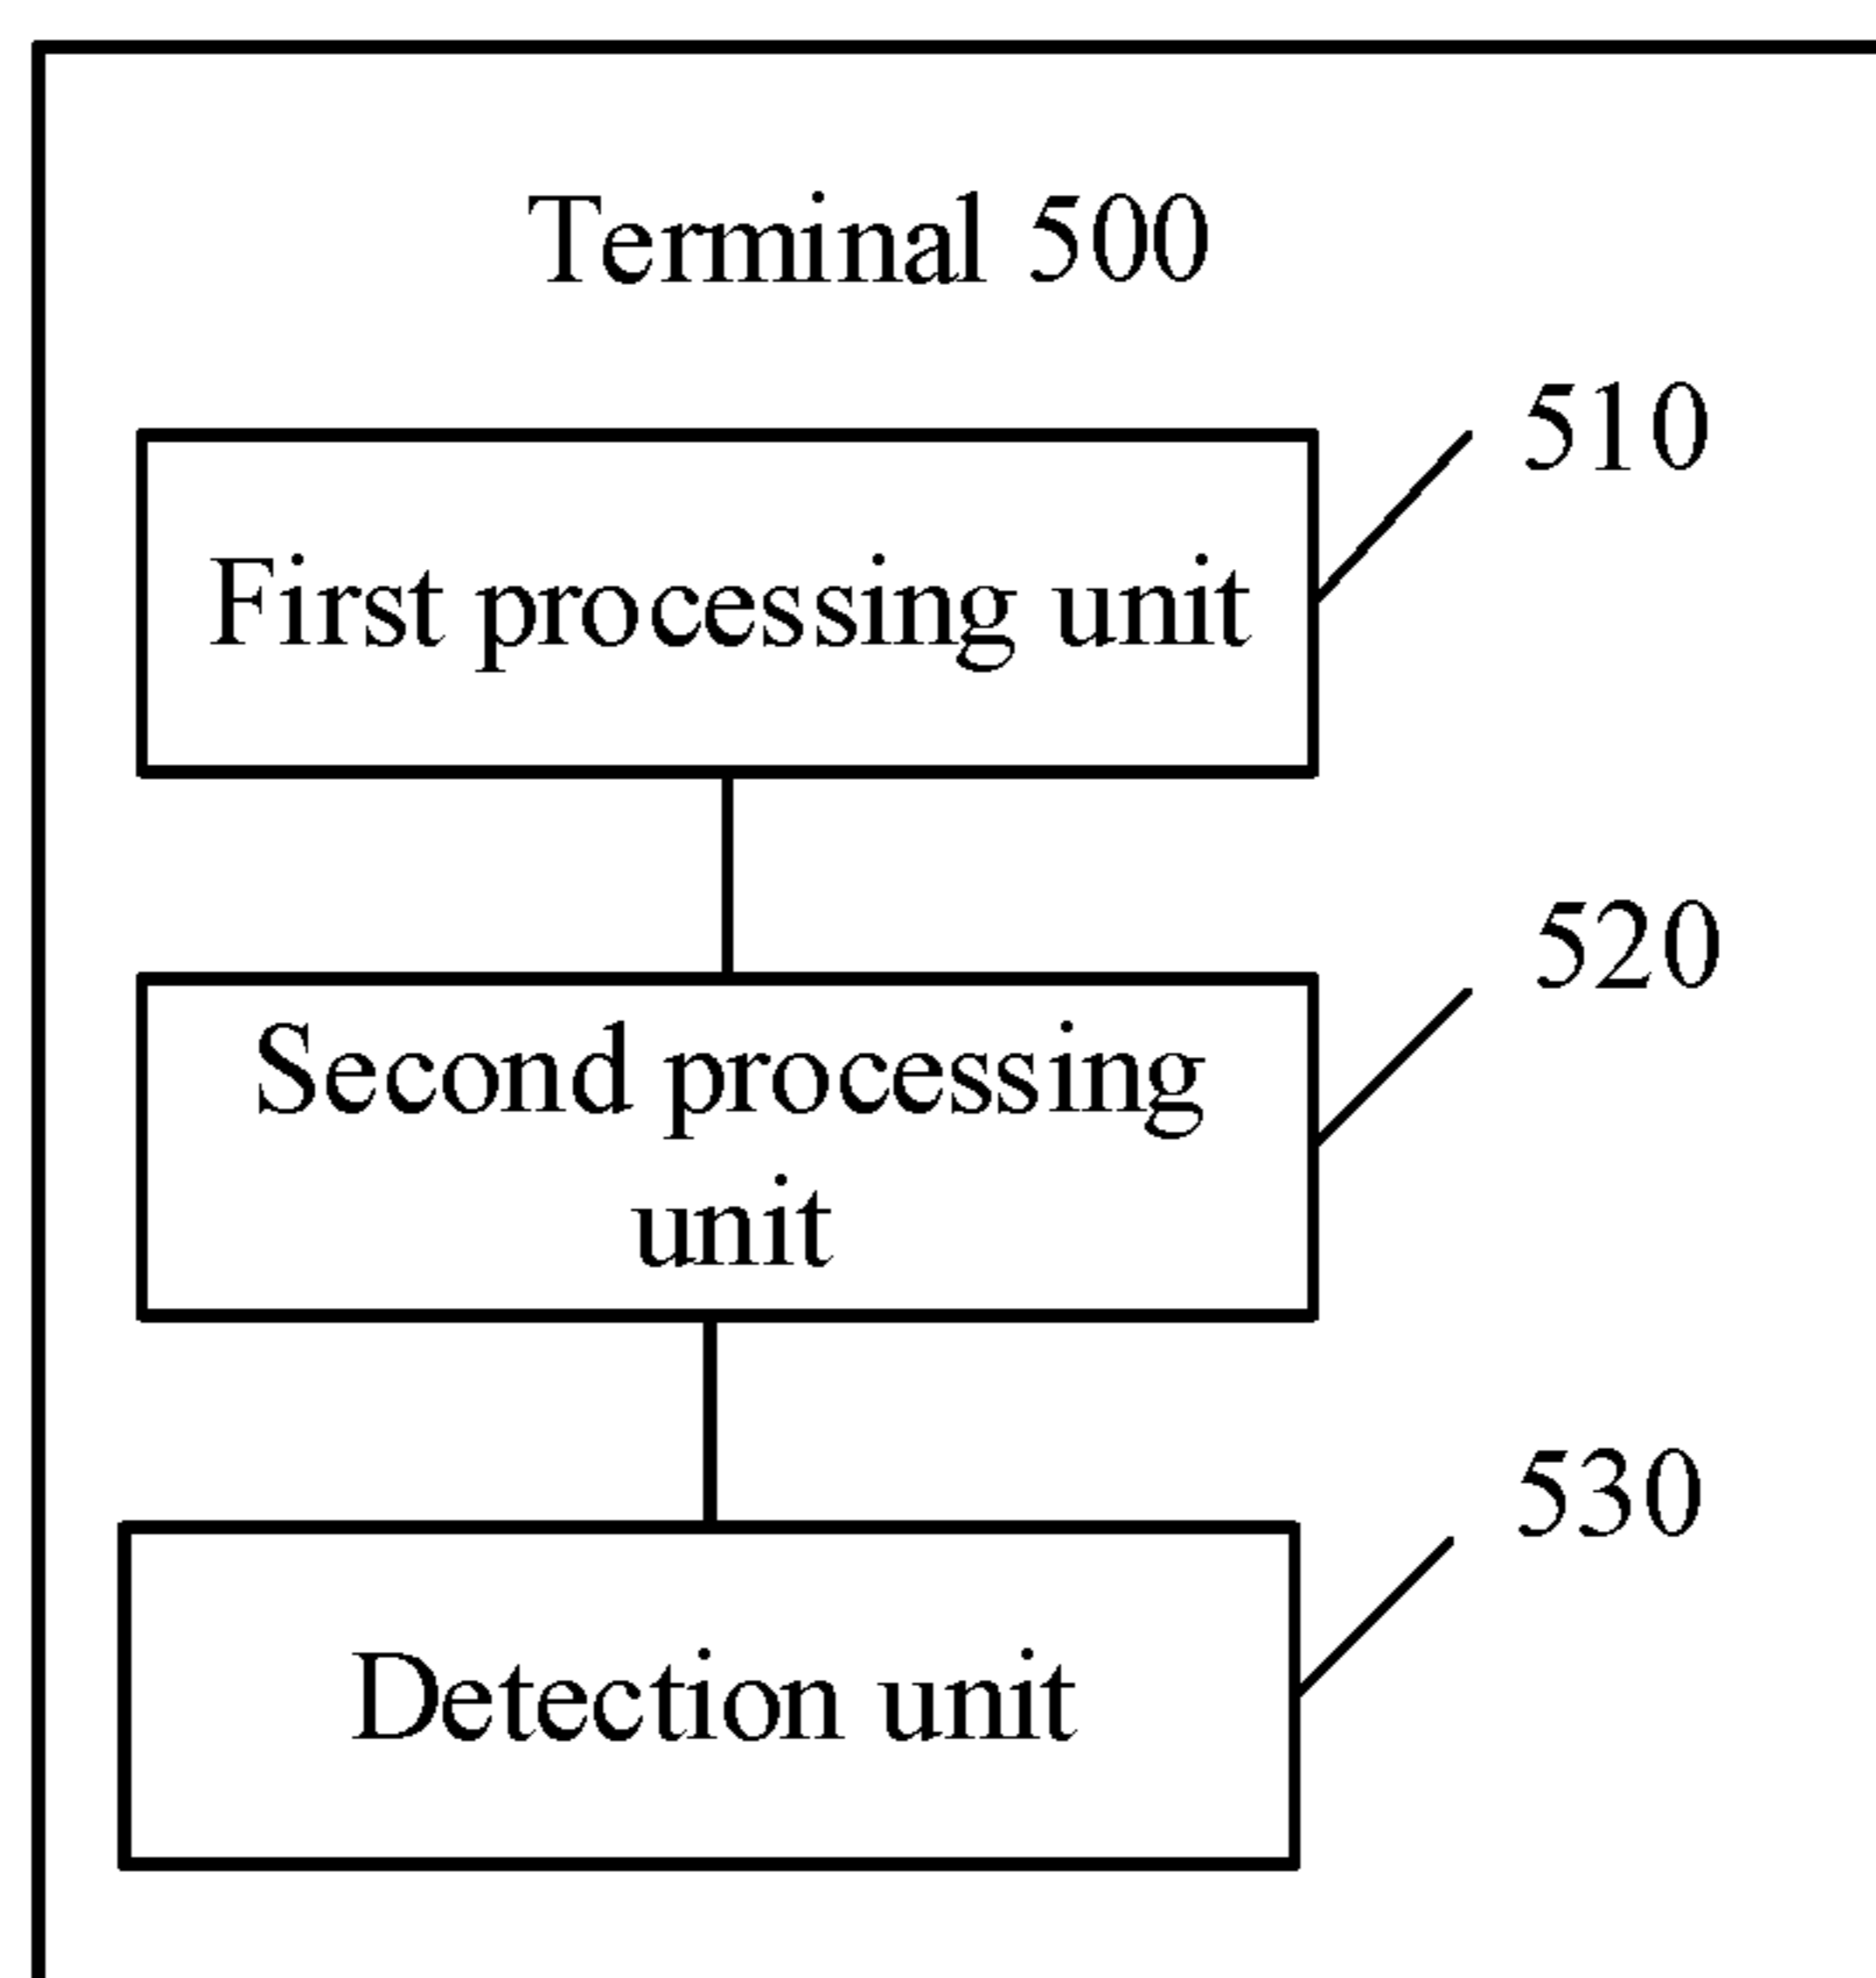 Terminal 500
510
First processing unit
520
Second processing
unit
530
Detection unit